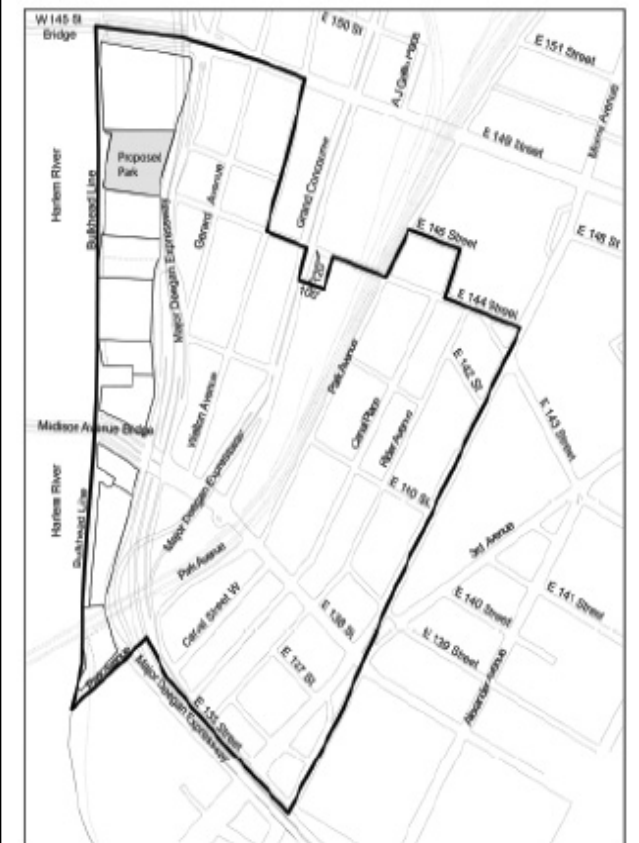 W 145 St
Bridge
E 150 St
A J Griffin Place
E 151 Street
Morris Avenue
E 149 Street
E 148 St
Harlem River
Bulkhead Line
Proposed
Park
Major Deegan Expressway
Gerard Avenue
Grand Concourse
E 146 Street
120'
100'
E 144 Street
Park Avenue
E 142 St
Walton Avenue
Canal Place
Rider Avenue
E 143 Street
Madison Avenue Bridge
Harlem River
Bulkhead Line
Major Deegan Expressway
E 140 St.
3rd Avenue
Park Avenue
E 140 Street
E 141 Street
Canal Street W
E 138 St.
E 139 Street
E 137 St
Alexander Avenue
Major Deegan Expressway
E 135 Street